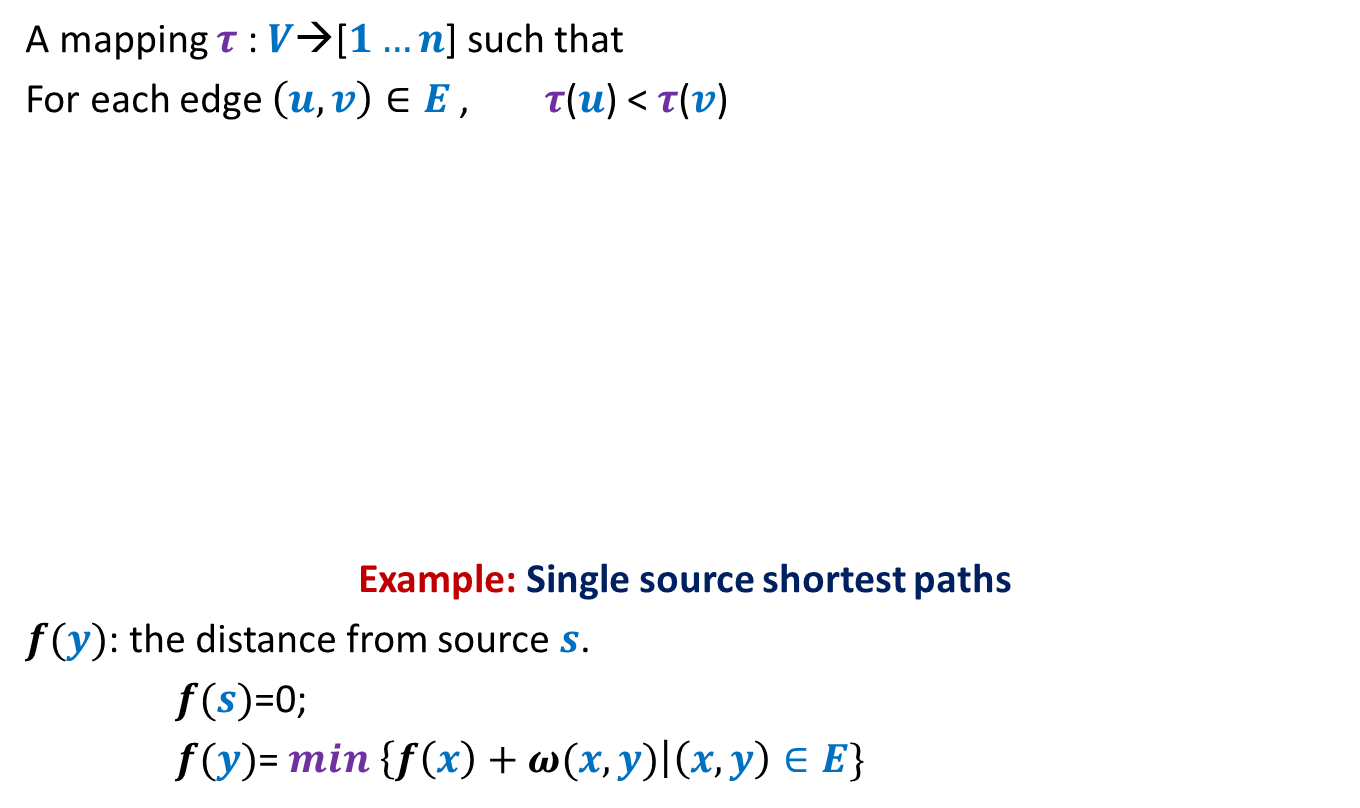 A mapping τ : V→[1 … n] such that
For each edge (u, v) ∈ E , τ(u) < τ(v)
Example: Single source shortest paths
f(y): the distance from source s.
f(s)=0;
f(y)= min {f(x) + ω(x, y)|(x, y) ∈ E}